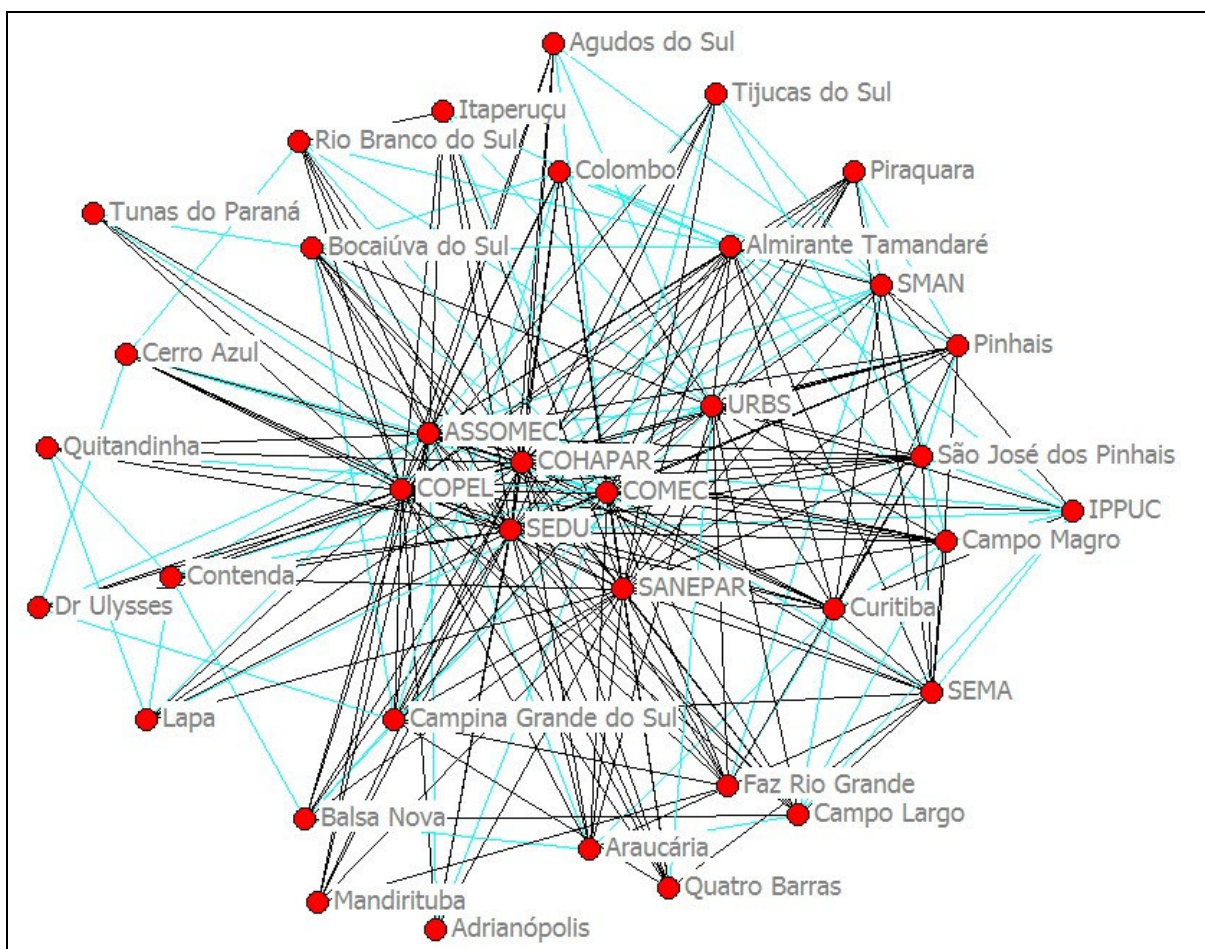 Agudos do Sul
Tijucas do Sul
Itaperuçu
Rio Branco do Sul
Colombo
Piraquara
Tunas do Paraná
Bocaiúva do Sul
Almirante Tamandaré
SMAN
Cerro Azul
Pinhais
URBS
ASSOMEC
Quitandinha
COHAPAR
São José dos Pinhais
COPEL
COMEC
IPPUC
SEDU
Campo Magro
Contenda
SANEPAR
Dr Ulysses
Curitiba
Lapa
Campina Grande do Sul
SEMA
Faz Rio Grande
Balsa Nova
Campo Largo
Araucária
Quatro Barras
Mandirituba
Adrianópolis